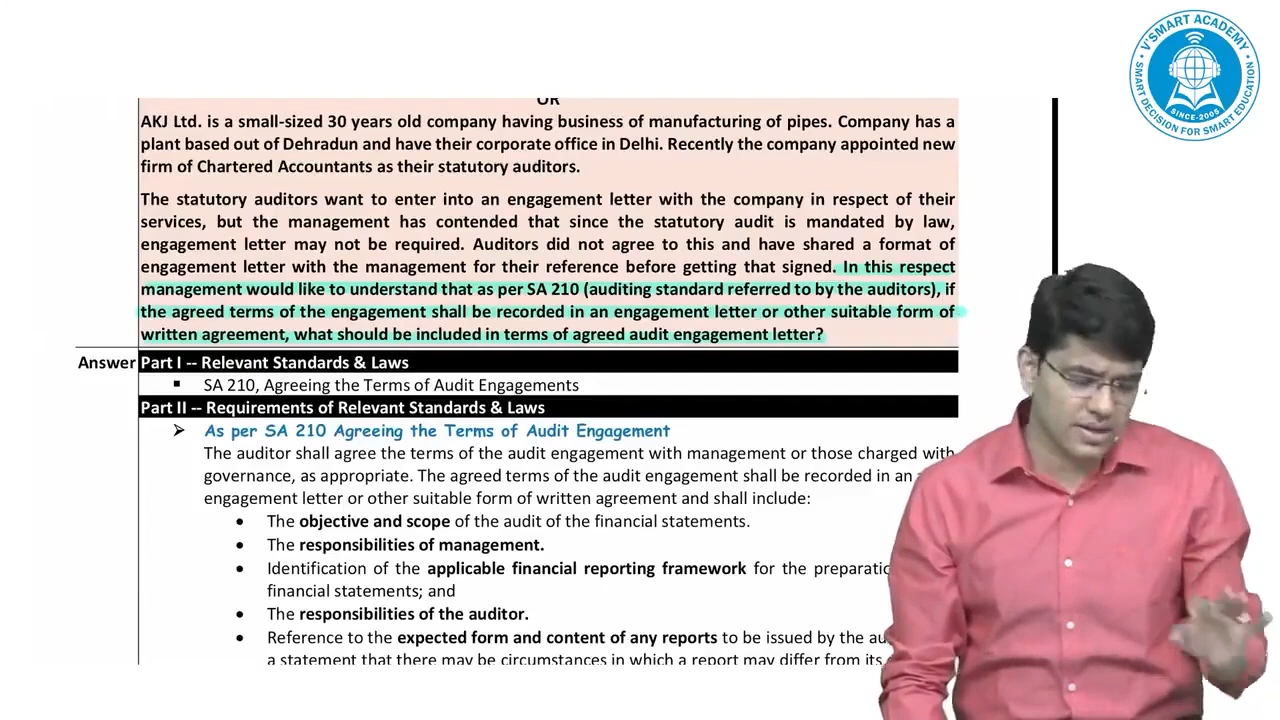 V'SMART ACADEMY
SMART DECISION FOR SMART EDUCATION
SINCE-2005
OR
AKJ Ltd. is a small-sized 30 years old company having business of manufacturing of pipes. Company has a
plant based out of Dehradun and have their corporate office in Delhi. Recently the company appointed new
firm of Chartered Accountants as their statutory auditors.
The statutory auditors want to enter into an engagement letter with the company in respect of their
services, but the management has contended that since the statutory audit is mandated by law,
engagement letter may not be required. Auditors did not agree to this and have shared a format of
engagement letter with the management for their reference before getting that signed. In this respect
management would like to understand that as per SA 210 (auditing standard referred to by the auditors), if
the agreed terms of the engagement shall be recorded in an engagement letter or other suitable form of
written agreement, what should be included in terms of agreed audit engagement letter?
Answer Part I -- Relevant Standards & Laws
▪ SA 210, Agreeing the Terms of Audit Engagements
Part II -- Requirements of Relevant Standards & Laws
➢ As per SA 210 Agreeing the Terms of Audit Engagement
The auditor shall agree the terms of the audit engagement with management or those charged with
governance, as appropriate. The agreed terms of the audit engagement shall be recorded in an
engagement letter or other suitable form of written agreement and shall include:
• The objective and scope of the audit of the financial statements.
• The responsibilities of management.
• Identification of the applicable financial reporting framework for the
financial statements; and
• The responsibilities of the auditor.
• Reference to the expected form and content of any reports to be issued by the
a statement that there may be circumstances in which a report may differ from its